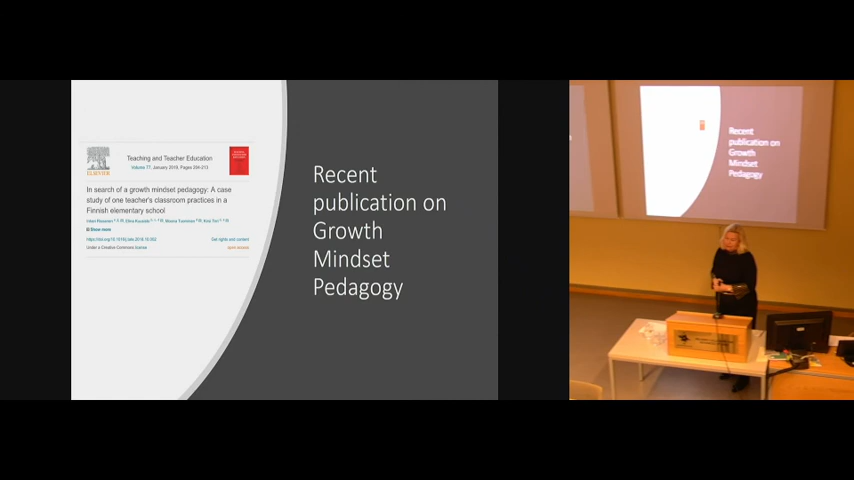 Teaching and Teacher Education
Volume 77, January 2019, Pages 204-213
ELSEVIER
In search of a growth mindset pedagogy: A case
study of one teacher's classroom practices in a
Finnish elementary school
Show more
Get rights and content
Under a Creative Commons license
open access
Recent
publication on
Growth
Mindset
Pedagogy
Recent
publication on
Growth
Mindset
Pedagogy